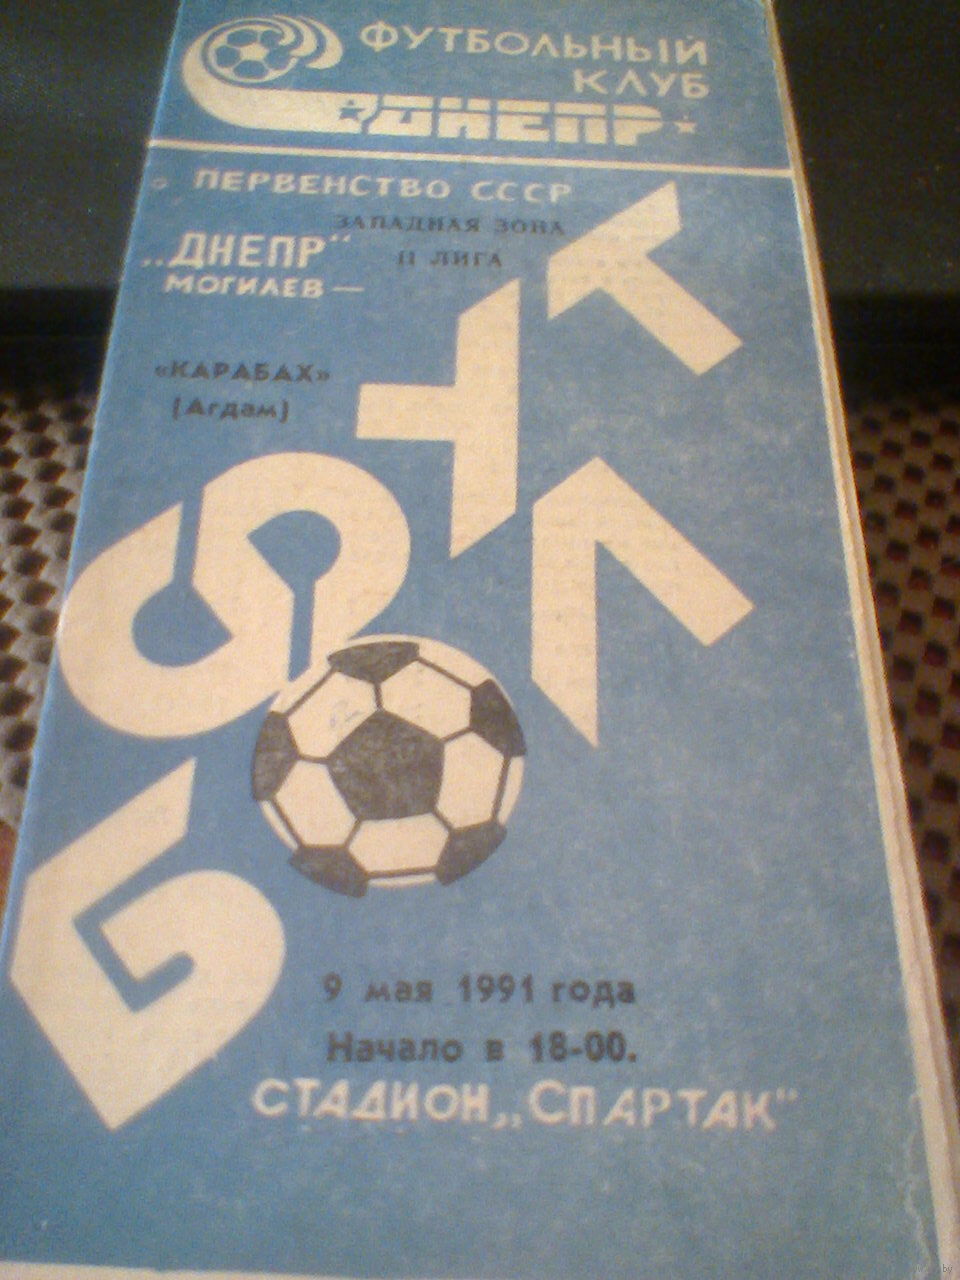 ФУТБОЛЬНЫЙ
КЛУБ
ДНЕПР
ПЕРВЕНСТВО СССР
ЗАПАДНАЯ ЗОНА
II ЛИГА
„ДНЕПР“
МОГИЛЕВ —
«КАРАБАХ»
(Агдам)
БФУТЛ
9 мая 1991 года
Начало в 18-00.
СТАДИОН „СПАРТАК“